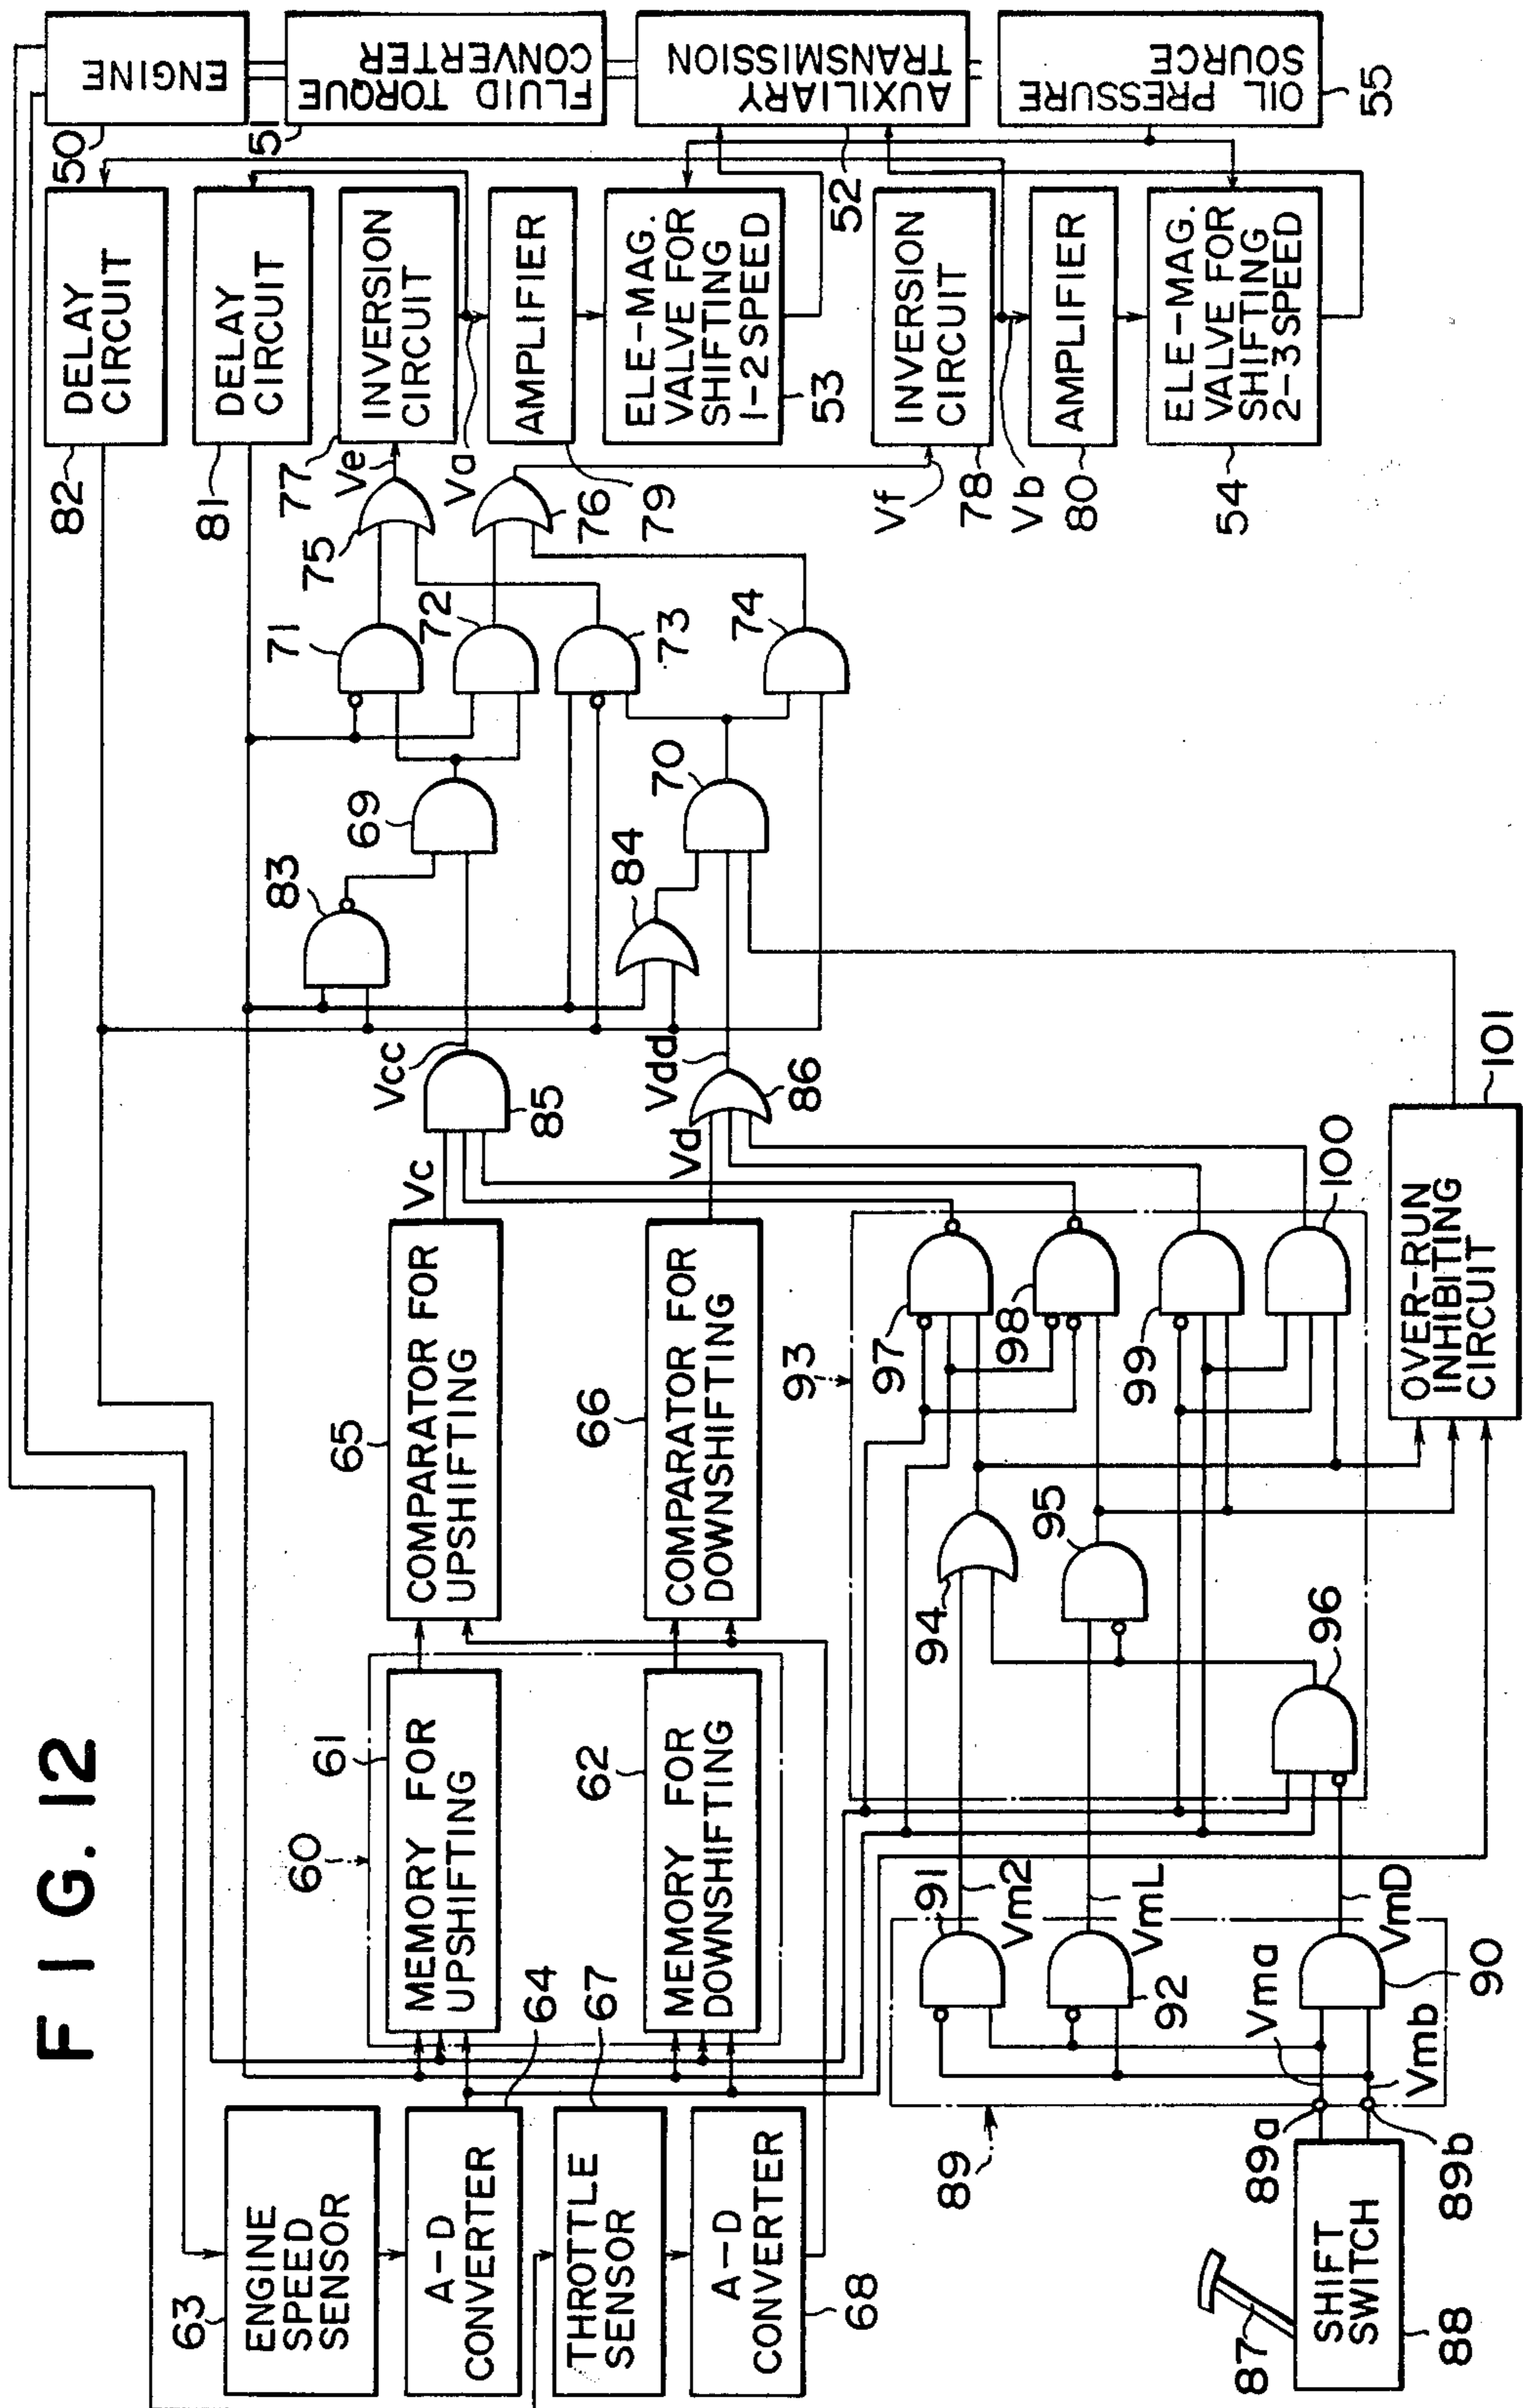 FIG. 12
63
ENGINE
SPEED
SENSOR
A-D
CONVERTER
64
THROTTLE
SENSOR
67
A-D
CONVERTER
68
60
MEMORY FOR
UPSHIFTING
61
MEMORY FOR
DOWNSHIFTING
62
65
COMPARATOR FOR
UPSHIFTING
66
COMPARATOR FOR
DOWNSHIFTING
Vc
Vd
Vcc
85
Vdd
86
83
84
69
70
71
72
73
74
75
76
Ve
Va
Vf
Vb
82
DELAY
CIRCUIT
81
DELAY
CIRCUIT
77
INVERSION
CIRCUIT
AMPLIFIER
79
ELE-MAG.
VALVE FOR
SHIFTING
1-2 SPEED
53
INVERSION
CIRCUIT
78
AMPLIFIER
80
ELE-MAG.
VALVE FOR
SHIFTING
2-3 SPEED
54
ENGINE
50
FLUID TORQUE
CONVERTER
51
AUXILIARY
TRANSMISSION
52
OIL PRESSURE
SOURCE
55
87
SHIFT
SWITCH
88
89
89a
89b
Vma
Vmb
90
91
92
Vm2
VmL
VmD
93
94
95
96
97
98
99
100
OVER-RUN
INHIBITING
CIRCUIT
101